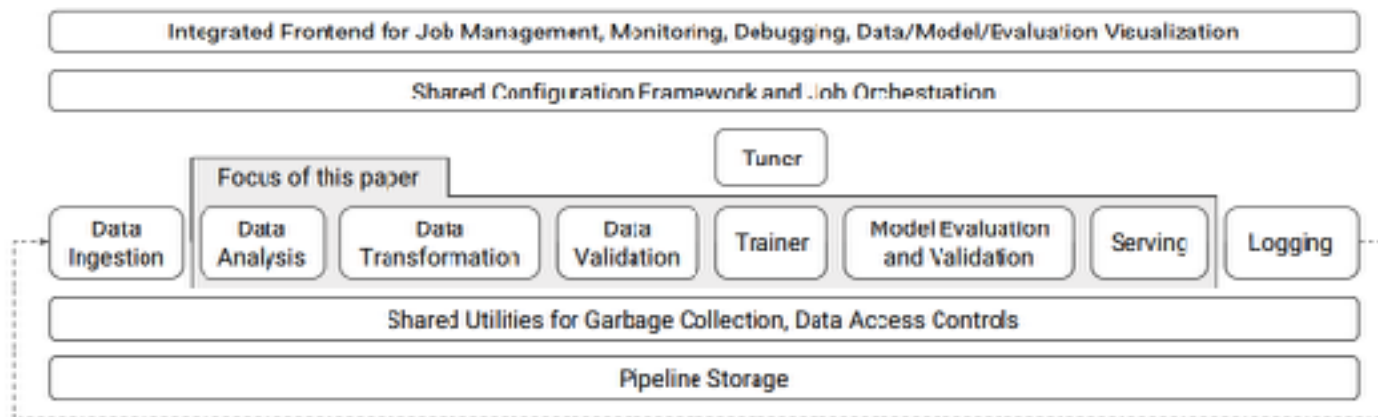 Integrated Frontend for Job Management, Monitoring, Debugging, Data/Model/Evaluation Visualization
Shared Configuration Framework and Job Orchestration
Tuner
Focus of this paper
Data
Ingestion
Data
Analysis
Data
Transformation
Data
Validation
Trainer
Model Evaluation
and Validation
Serving
Logging
Shared Utilities for Garbage Collection, Data Access Controls
Pipeline Storage